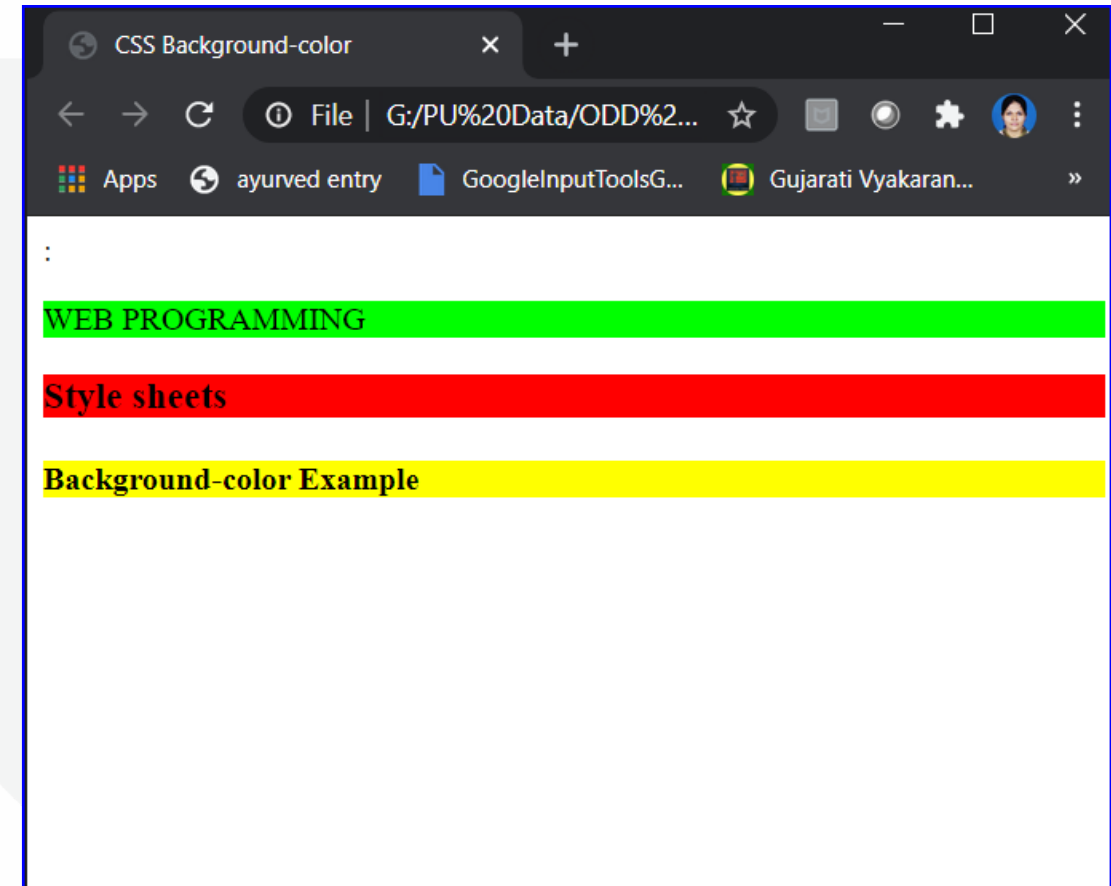 CSS Background-color
File | G:/PU%20Data/ODD%2...
Apps ayurved entry GoogleInputToolsG... Gujarati Vyakaran... »
:
WEB PROGRAMMING
Style sheets
Background-color Example